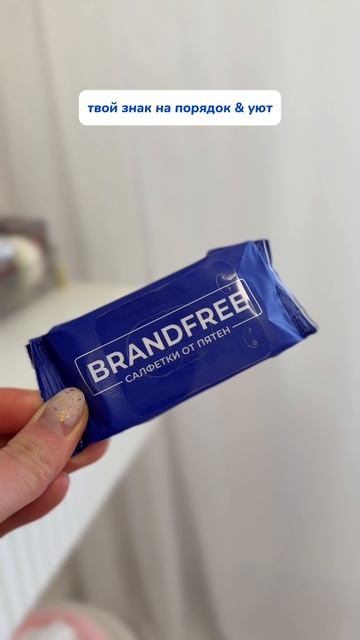 твой знак на порядок & уют
BRANDFREE
САЛФЕТКИ ОТ ПЯТЕН